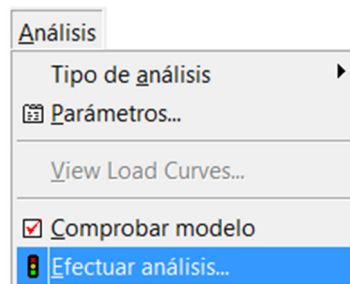 Análisis
Tipo de análisis
Parámetros...
View Load Curves...
Comprobar modelo
Efectuar análisis...